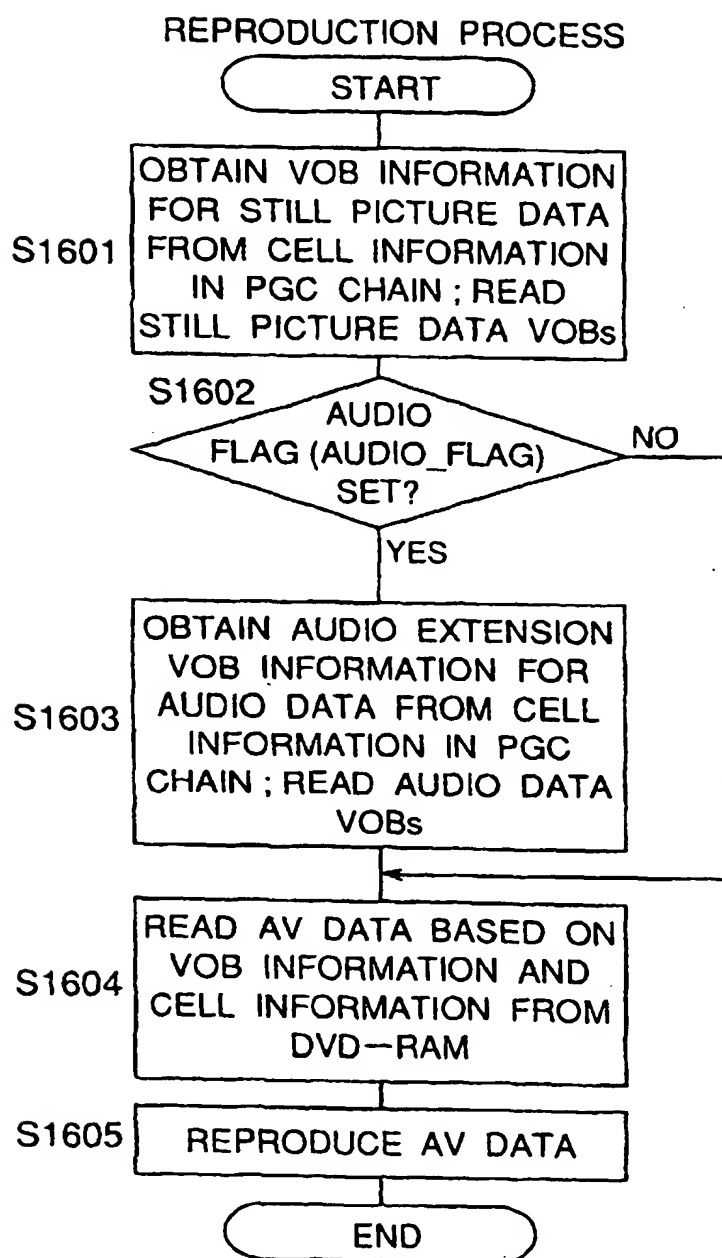 REPRODUCTION PROCESS
START
S1601
OBTAIN VOB INFORMATION
FOR STILL PICTURE DATA
FROM CELL INFORMATION
IN PGC CHAIN ; READ
STILL PICTURE DATA VOBs
S1602
AUDIO
FLAG (AUDIO_FLAG)
SET?
NO
YES
S1603
OBTAIN AUDIO EXTENSION
VOB INFORMATION FOR
AUDIO DATA FROM CELL
INFORMATION IN PGC
CHAIN ; READ AUDIO DATA
VOBs
S1604
READ AV DATA BASED ON
VOB INFORMATION AND
CELL INFORMATION FROM
DVD—RAM
S1605
REPRODUCE AV DATA
END